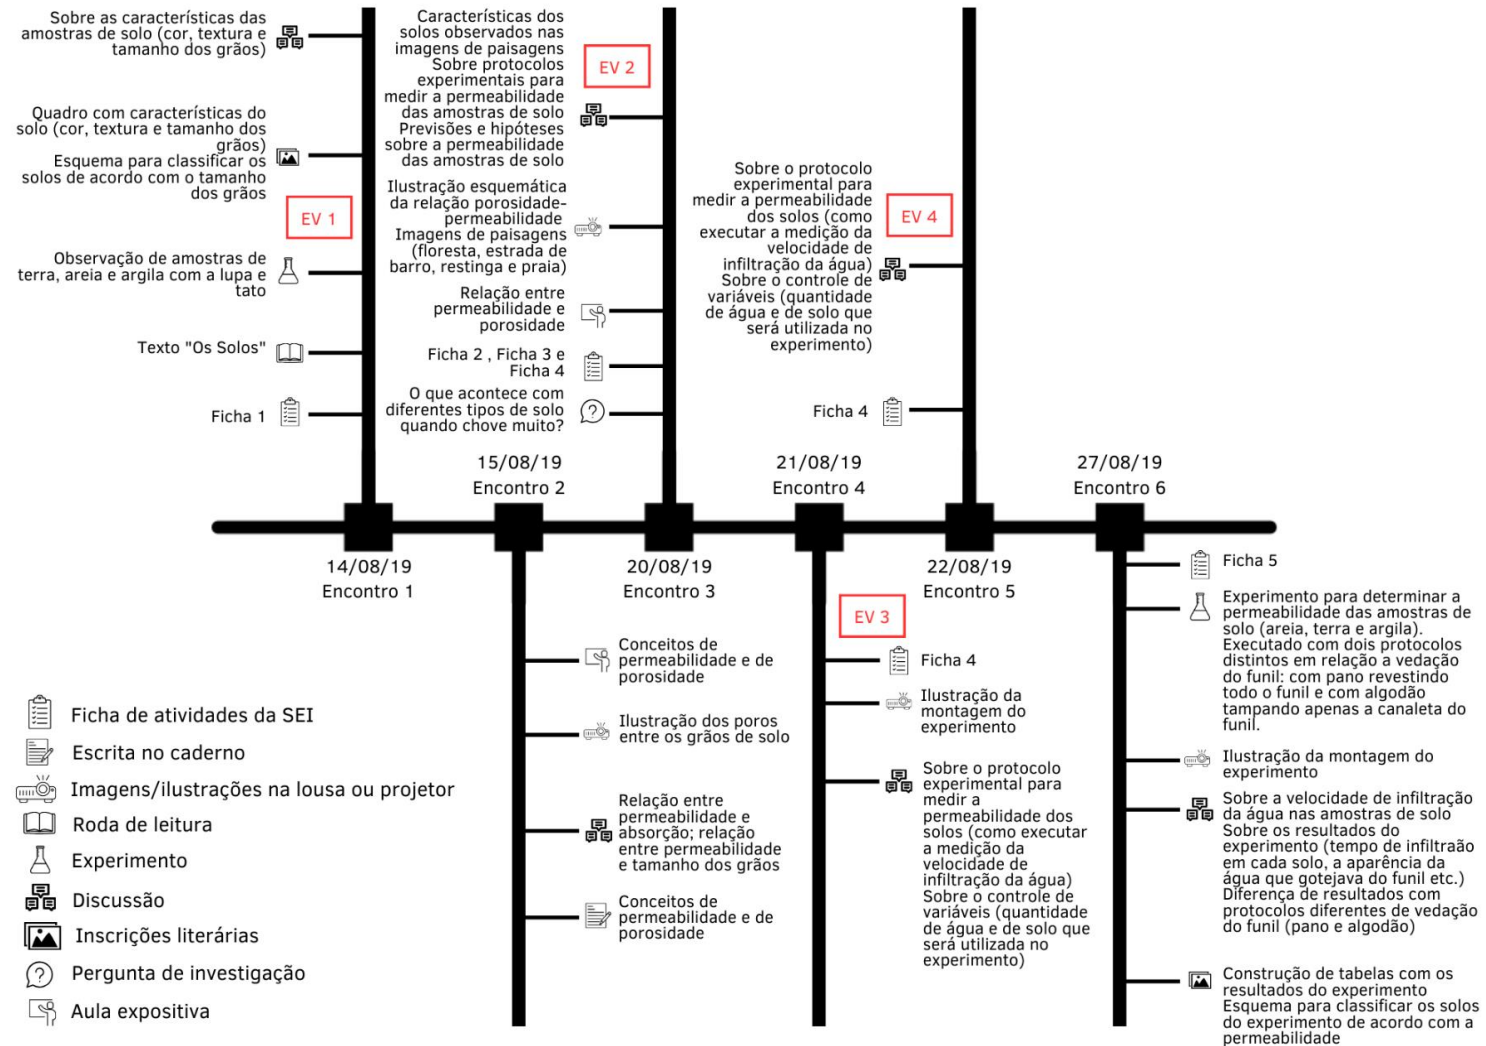 Sobre as características das
amostras de solo (cor, textura e
tamanho dos grãos)
Quadro com características do
solo (cor, textura e tamanho dos
grãos)
Esquema para classificar os
solos de acordo com o tamanho
dos grãos
EV 1
Observação de amostras de
terra, areia e argila com a lupa e
tato
Texto "Os Solos"
Ficha 1
14/08/19
Encontro 1
15/08/19
Encontro 2
Conceitos de
permeabilidade e de
porosidade
Ilustração dos poros
entre os grãos de solo
Relação entre
permeabilidade e
absorção; relação
entre permeabilidade
e tamanho dos grãos
Conceitos de
permeabilidade e de
porosidade
Características dos
solos observados nas
imagens de paisagens
Sobre protocolos
experimentais para
medir a permeabilidade
das amostras de solo
Previsões e hipóteses
sobre a permeabilidade
das amostras de solo
EV 2
Ilustração esquemática
da relação porosidade-
permeabilidade
Imagens de paisagens
(floresta, estrada de
barro, restinga e praia)
Relação entre
permeabilidade e
porosidade
Ficha 2 , Ficha 3 e
Ficha 4
O que acontece com
diferentes tipos de solo
quando chove muito?
20/08/19
Encontro 3
21/08/19
Encontro 4
EV 3
Ficha 4
Ilustração da
montagem do
experimento
Sobre o protocolo
experimental para
medir a
permeabilidade dos
solos (como executar
a medição da
velocidade de
infiltração da água)
Sobre o controle de
variáveis (quantidade
de água e de solo que
será utilizada no
experimento)
Sobre o protocolo
experimental para
medir a permeabilidade
dos solos (como
executar a medição da
velocidade de
infiltração da água)
Sobre o controle de
variáveis (quantidade
de água e de solo que
será utilizada no
experimento)
EV 4
Ficha 4
22/08/19
Encontro 5
27/08/19
Encontro 6
Ficha 5
Experimento para determinar a
permeabilidade das amostras de
solo (areia, terra e argila).
Executado com dois protocolos
distintos em relação a vedação
do funil: com pano revestindo
todo o funil e com algodão
tampando apenas a canaleta do
funil.
Ilustração da montagem do
experimento
Sobre a velocidade de infiltração
da água nas amostras de solo
Sobre os resultados do
experimento (tempo de infiltraão
em cada solo, a aparência da
água que gotejava do funil etc.)
Diferença de resultados com
protocolos diferentes de vedação
do funil (pano e algodão)
Construção de tabelas com os
resultados do experimento
Esquema para classificar os solos
do experimento de acordo com a
permeabilidade
Ficha de atividades da SEI
Escrita no caderno
Imagens/ilustrações na lousa ou projetor
Roda de leitura
Experimento
Discussão
Inscrições literárias
Pergunta de investigação
Aula expositiva